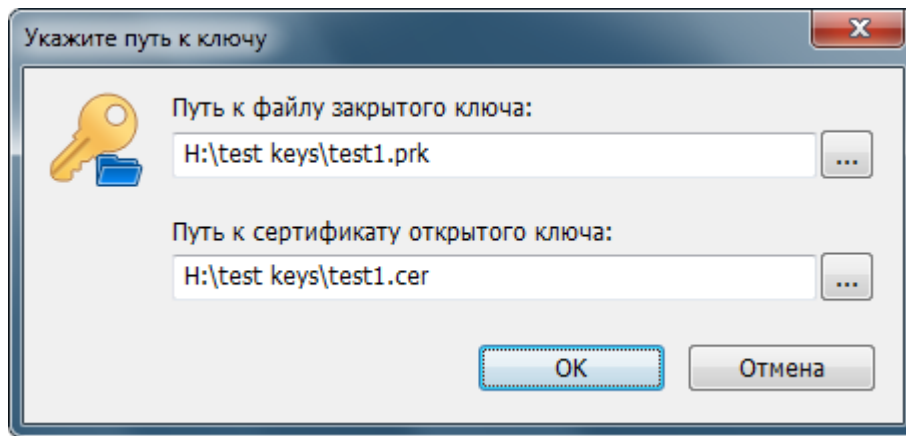 Укажите путь к ключу
Путь к файлу закрытого ключа:
H:\test keys\test1.prk
...
Путь к сертификату открытого ключа:
H:\test keys\test1.cer
...
OK
Отмена